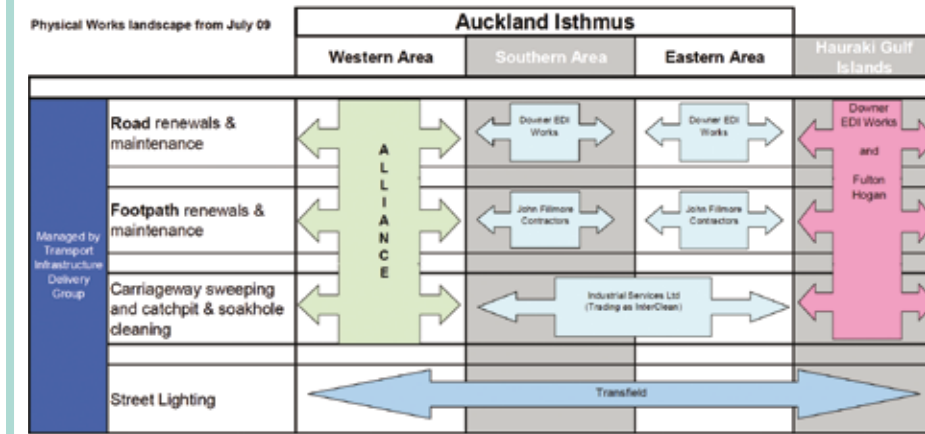 Physical Works landscape from July 09
Auckland Isthmus
Western Area
Southern Area
Eastern Area
Hauraki Gulf
Islands
Managed by
Transport
Infrastructure
Delivery
Group
Road renewals &
maintenance
Footpath renewals &
maintenance
Carriageway sweeping
and catchpit & soakhole
cleaning
Street Lighting
ALLIANCE
Downer EDI
Works
Downer EDI
Works
John Fillmore
Contractors
John Fillmore
Contractors
Industrial Services Ltd
(Trading as InterClean)
Downer
EDI Works
and
Fulton
Hogan
Transfield